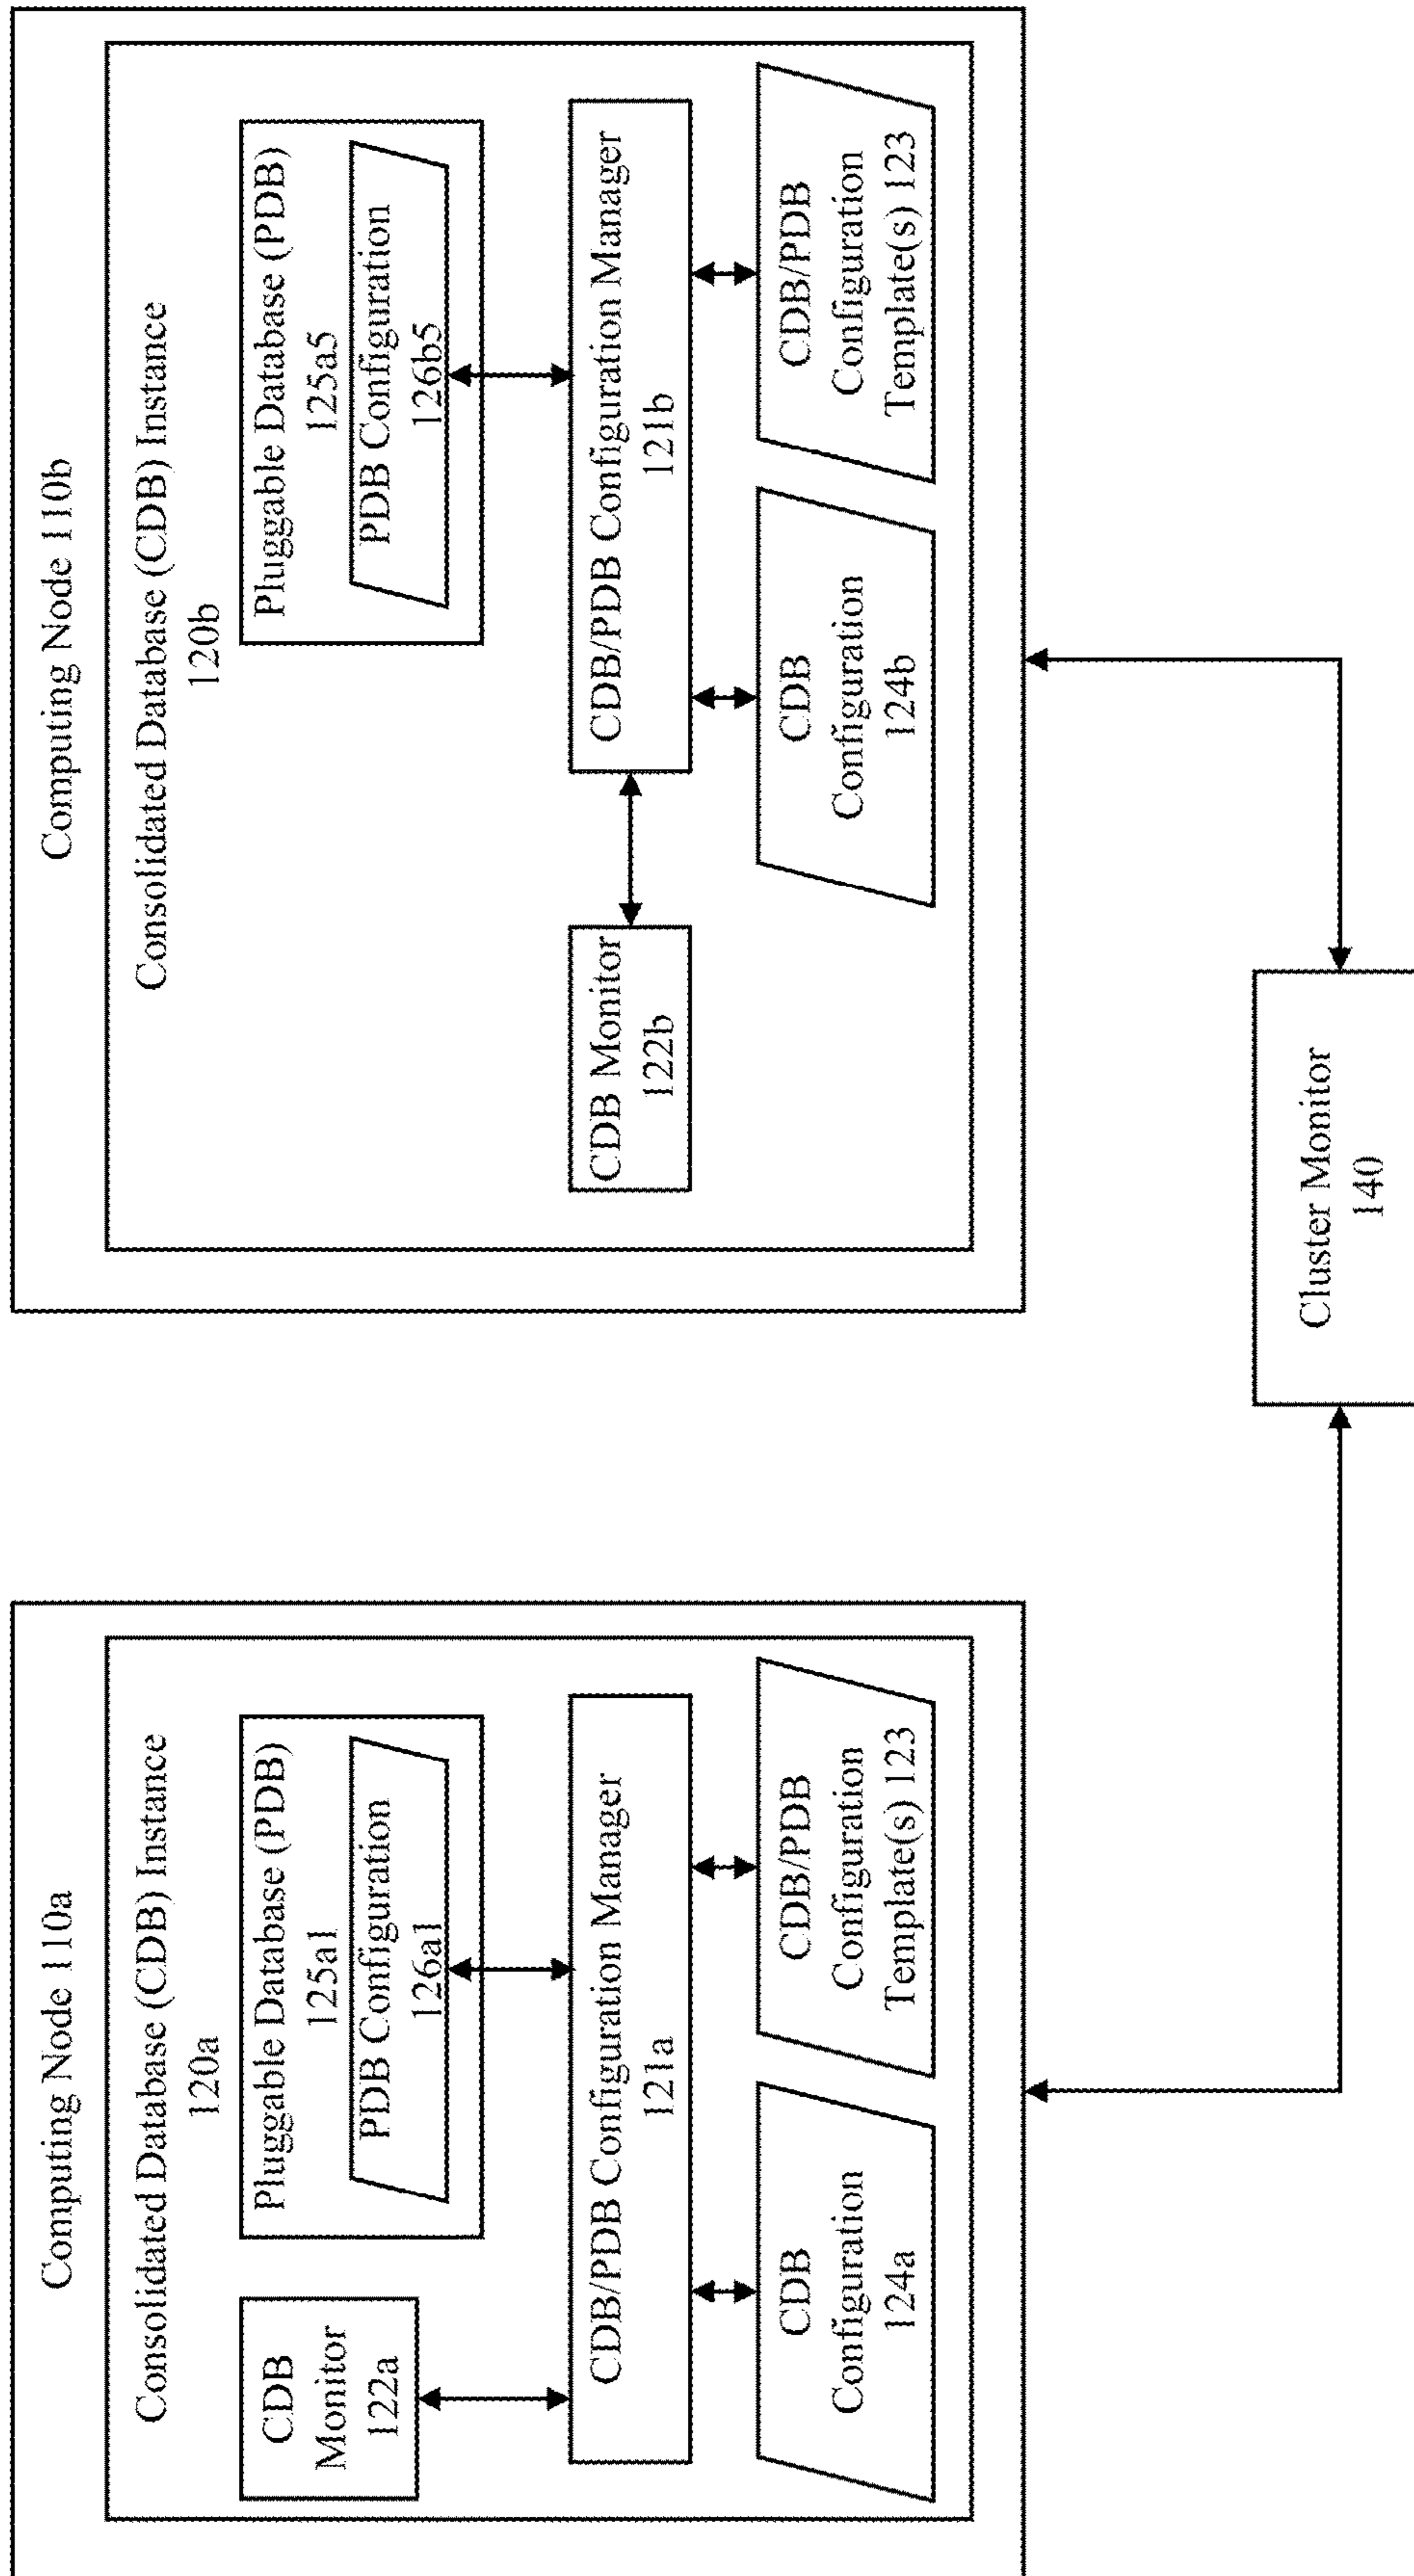 Computing Node 110a
Consolidated Database (CDB) Instance
120a
CDB
Monitor
122a
Pluggable Database (PDB)
125a1
PDB Configuration
126a1
CDB/PDB Configuration Manager
121a
CDB
Configuration
124a
CDB/PDB
Configuration
Template(s) 123
Computing Node 110b
Consolidated Database (CDB) Instance
120b
Pluggable Database (PDB)
125a5
PDB Configuration
126b5
CDB Monitor
122b
CDB/PDB Configuration Manager
121b
CDB
Configuration
124b
CDB/PDB
Configuration
Template(s) 123
Cluster Monitor
140